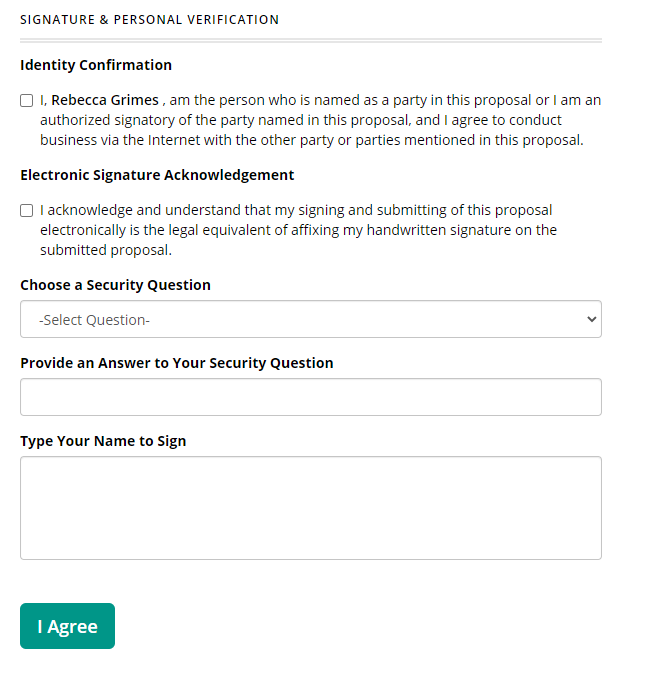 SIGNATURE & PERSONAL VERIFICATION
Identity Confirmation
I, Rebecca Grimes , am the person who is named as a party in this proposal or I am an
authorized signatory of the party named in this proposal, and I agree to conduct
business via the Internet with the other party or parties mentioned in this proposal.
Electronic Signature Acknowledgement
I acknowledge and understand that my signing and submitting of this proposal
electronically is the legal equivalent of affixing my handwritten signature on the
submitted proposal.
Choose a Security Question
-Select Question-
Provide an Answer to Your Security Question
Type Your Name to Sign
I Agree